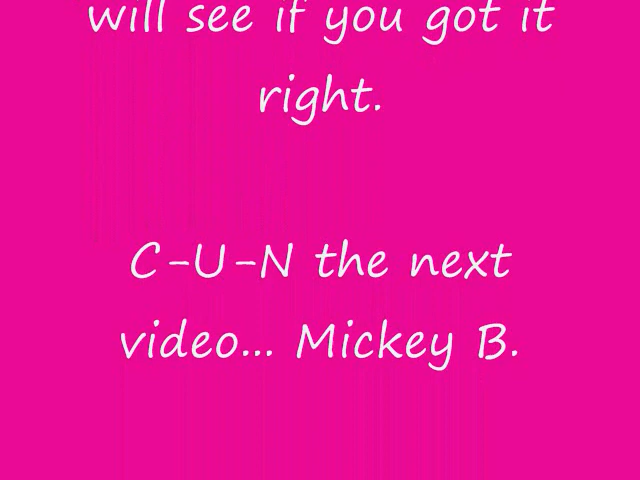 will see if you got it
right.
C-U-N the next
video... Mickey B.